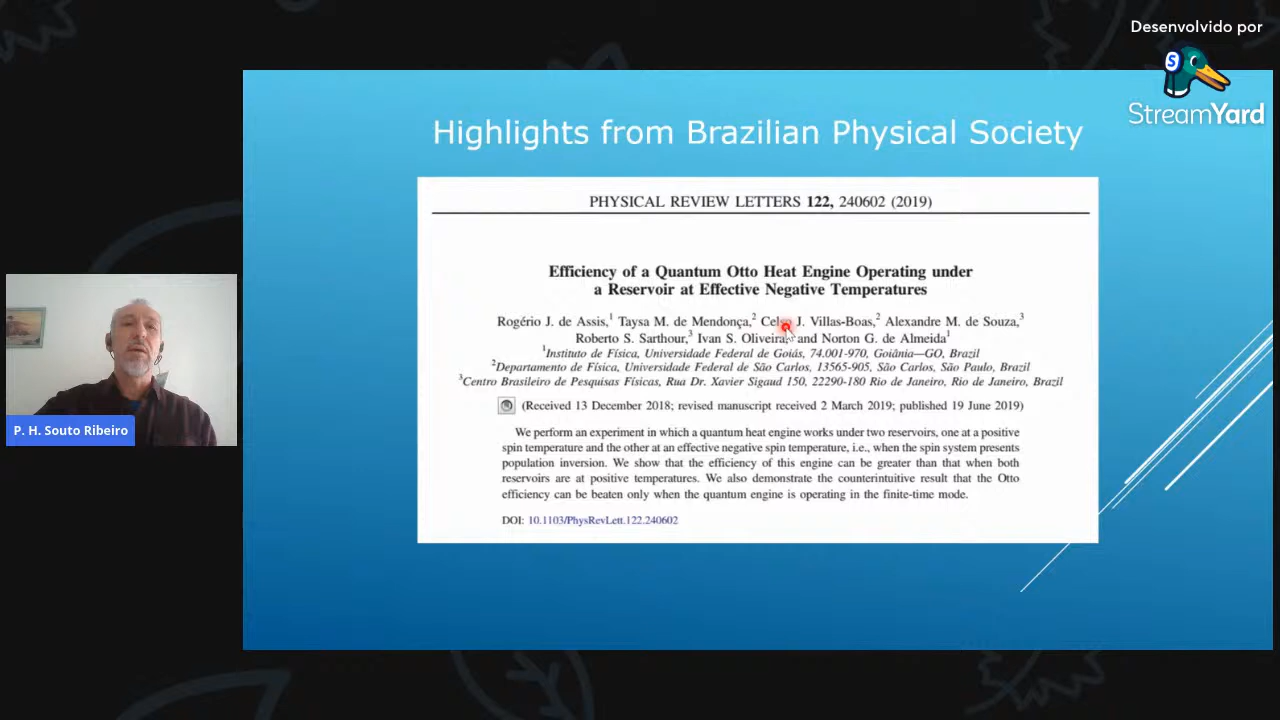 Desenvolvido por
StreamYard
Highlights from Brazilian Physical Society
PHYSICAL REVIEW LETTERS 122, 240602 (2019)
Efficiency of a Quantum Otto Heat Engine Operating under
a Reservoir at Effective Negative Temperatures
Rogério J. de Assis,1 Taysa M. de Mendonça,2 J. Villas-Boas,2 Alexandre M. de Souza,3
Roberto S. Sarthour,3 Ivan S. Oliveira,3 and Norton G. de Almeida1
1Instituto de Física, Universidade Federal de Goiás, 74.001-970, Goiânia—GO, Brazil
2Departamento de Física, Universidade Federal de São Carlos, 13565-905, São Carlos, São Paulo, Brazil
3Centro Brasileiro de Pesquisas Físicas, Rua Dr. Xavier Sigaud 150, 22290-180 Rio de Janeiro, Rio de Janeiro, Brazil
(Received 13 December 2018; revised manuscript received 2 March 2019; published 19 June 2019)
We perform an experiment in which a quantum heat engine works under two reservoirs, one at a positive
spin temperature and the other at an effective negative spin temperature, i.e., when the spin system presents
population inversion. We show that the efficiency of this engine can be greater than that when both
reservoirs are at positive temperatures. We also demonstrate the counterintuitive result that the Otto
efficiency can be beaten only when the quantum engine is operating in the finite-time mode.
DOI: 10.1103/PhysRevLett.122.240602
P. H. Souto Ribeiro